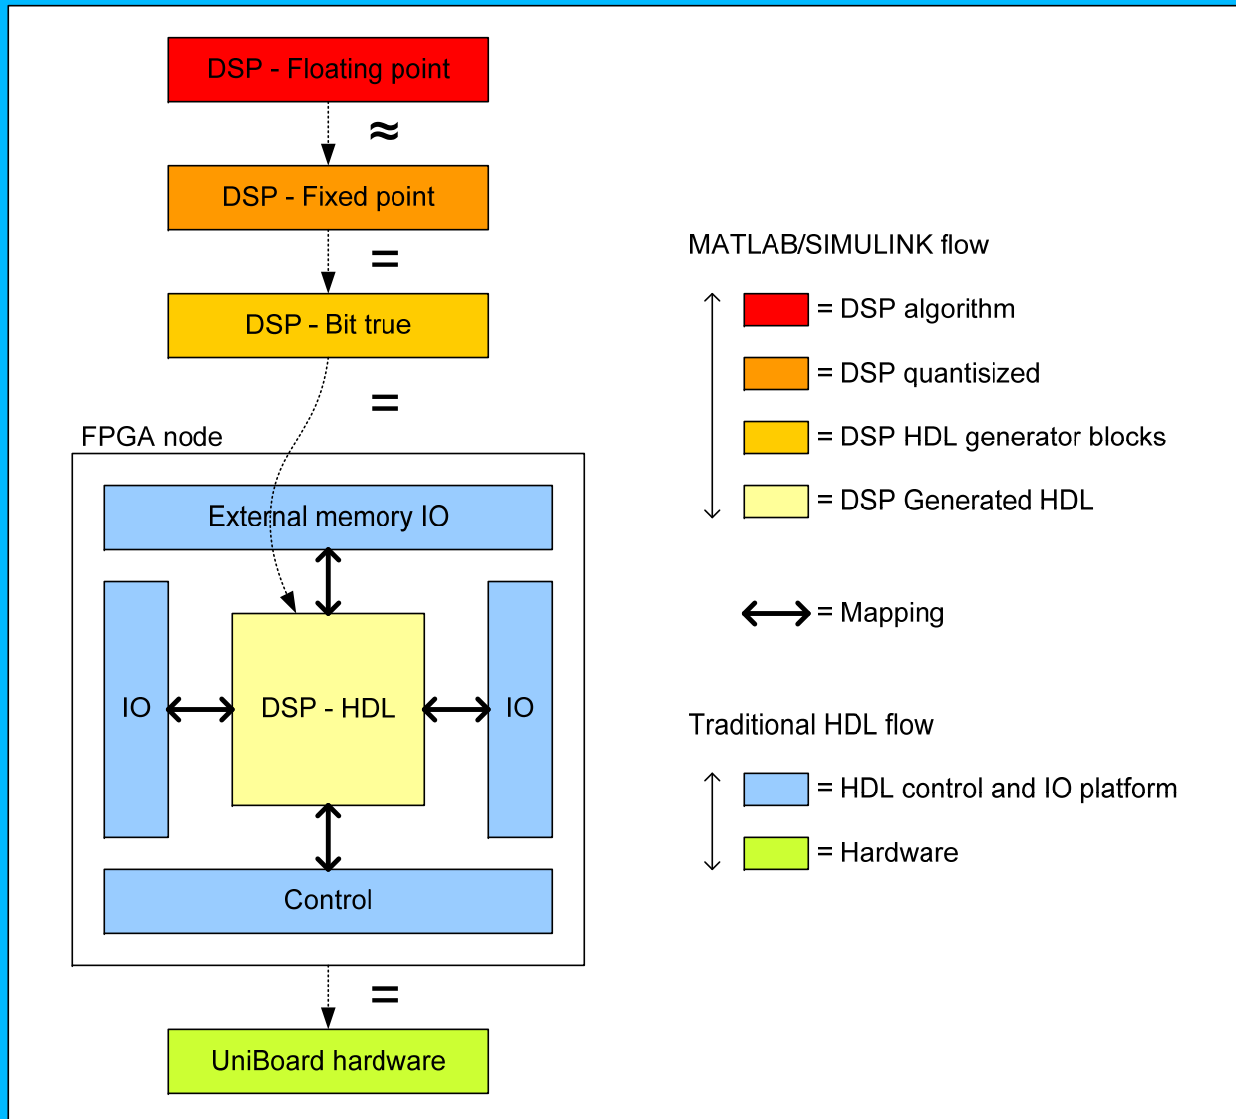 DSP - Floating point
≈
DSP - Fixed point
=
DSP - Bit true
=
FPGA node
External memory IO
IO
DSP - HDL
IO
Control
=
UniBoard hardware
MATLAB/SIMULINK flow
= DSP algorithm
= DSP quantisized
= DSP HDL generator blocks
= DSP Generated HDL
= Mapping
Traditional HDL flow
= HDL control and IO platform
= Hardware